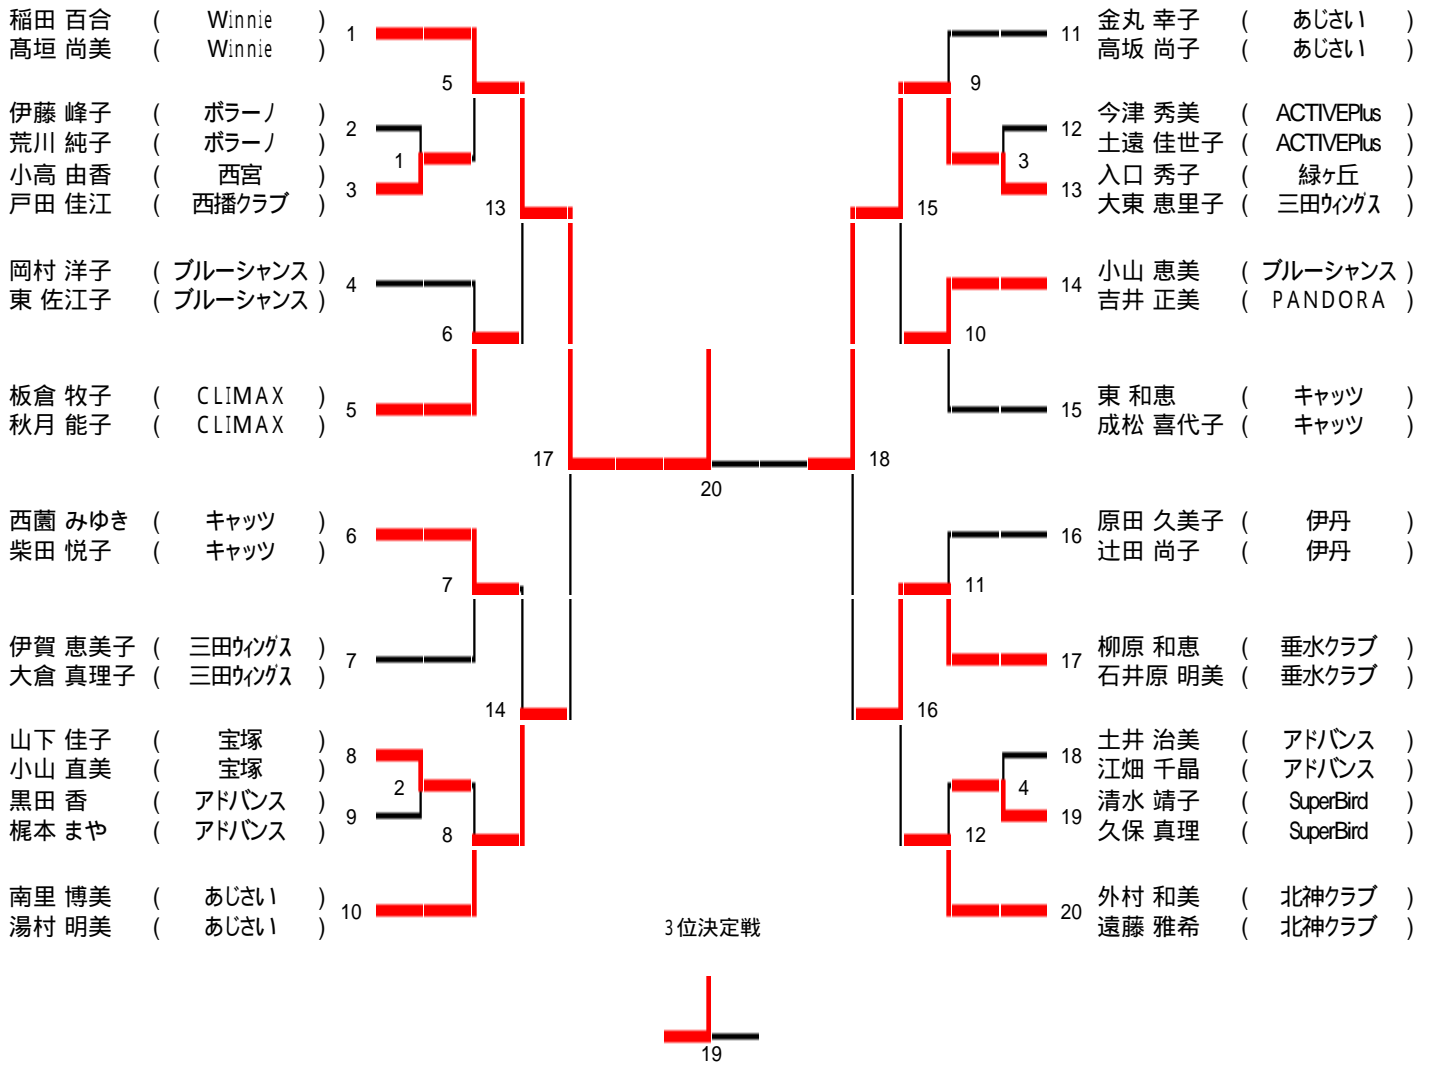 稲田 百合 ( Winnie )
髙垣 尚美 ( Winnie )
1
伊藤 峰子 ( ボラーノ )
荒川 純子 ( ボラーノ )
2
小高 由香 ( 西宮 )
戸田 佳江 ( 西播クラブ )
3
岡村 洋子 ( ブルーシャンス )
東 佐江子 ( ブルーシャンス )
4
板倉 牧子 ( CLIMAX )
秋月 能子 ( CLIMAX )
5
西薗 みゆき ( キャッツ )
柴田 悦子 ( キャッツ )
6
伊賀 恵美子 ( 三田ウィングス )
大倉 真理子 ( 三田ウィングス )
7
山下 佳子 ( 宝塚 )
小山 直美 ( 宝塚 )
8
黒田 香 ( アドバンス )
梶本 まや ( アドバンス )
9
南里 博美 ( あじさい )
湯村 明美 ( あじさい )
10
5
1
13
6
17
7
14
2
8
20
9
3
15
10
18
11
16
4
12
11
金丸 幸子 ( あじさい )
高坂 尚子 ( あじさい )
12
今津 秀美 ( ACTIVEPlus )
土遠 佳世子 ( ACTIVEPlus )
13
入口 秀子 ( 緑ヶ丘 )
大東 恵里子 ( 三田ウィングス )
14
小山 恵美 ( ブルーシャンス )
吉井 正美 ( PANDORA )
15
東 和恵 ( キャッツ )
成松 喜代子 ( キャッツ )
16
原田 久美子 ( 伊丹 )
辻田 尚子 ( 伊丹 )
17
柳原 和恵 ( 垂水クラブ )
石井原 明美 ( 垂水クラブ )
18
土井 治美 ( アドバンス )
江畑 千晶 ( アドバンス )
19
清水 靖子 ( SuperBird )
久保 真理 ( SuperBird )
20
外村 和美 ( 北神クラブ )
遠藤 雅希 ( 北神クラブ )
3位決定戦
19